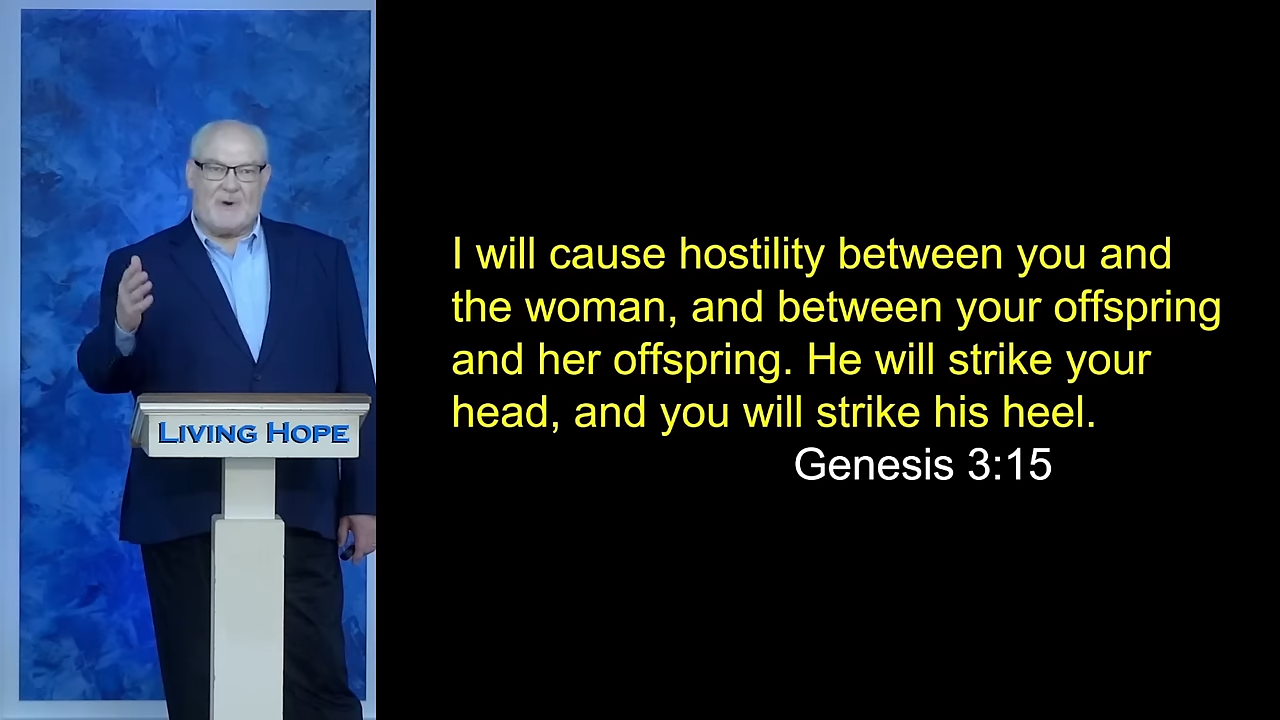 LIVING HOPE
I will cause hostility between you and
the woman, and between your offspring
and her offspring. He will strike your
head, and you will strike his heel.
Genesis 3:15